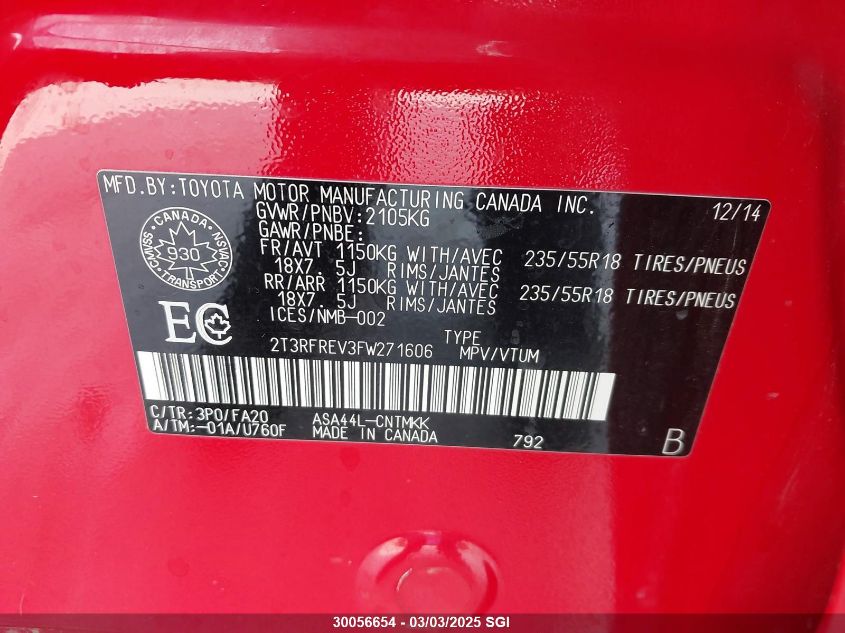 MFD.BY:TOYOTA MOTOR MANUFACTURING CANADA INC. 12/14
GVWR/PNBV:2105KG
GAWR/PNBE:
FR/AVT 1150KG WITH/AVEC 235/55R18 TIRES/PNEUS
18X7.5J RIMS/JANTES
RR/ARR 1150KG WITH/AVEC 235/55R18 TIRES/PNEUS
18X7.5J RIMS/JANTES
ICES/NMB-002
CANADA
CMVSS 930 NSVAC
TRANSPORT
EC
TYPE
2T3RFREV3FW271606 MPV/VTUM
C/TR:3P0/FA20 ASA44L-CNTMKK
A/TM:-01A/U760F MADE IN CANADA 792 B
30056654 - 03/03/2025 SGI